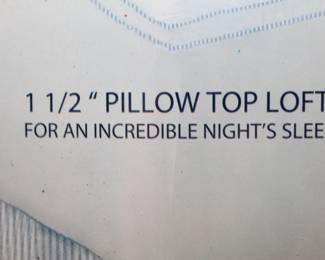 1 1/2 “ PILLOW TOP LOFT
FOR AN INCREDIBLE NIGHT'S SLEE